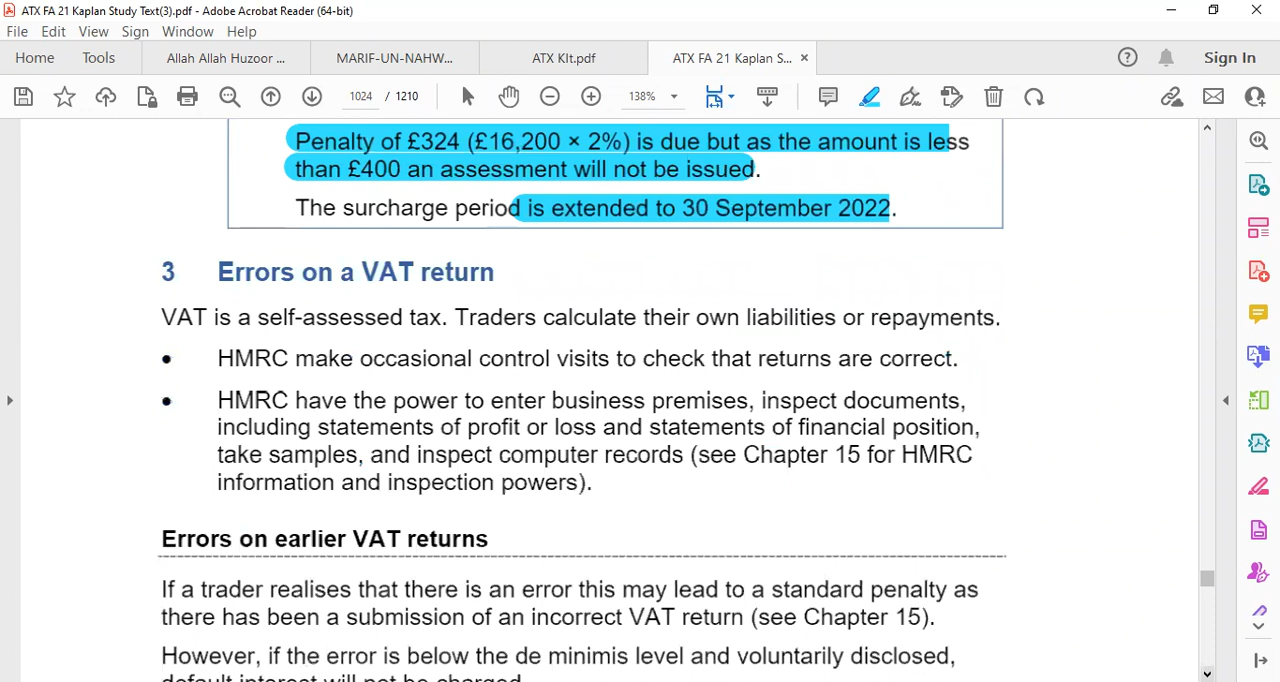 ATX FA 21 Kaplan Study Text(3).pdf - Adobe Acrobat Reader (64-bit)
File Edit View Sign Window Help
Home Tools Allah Allah Huzoor ... MARIF-UN-NAHW... ATX KIt.pdf ATX FA 21 Kaplan S... × Sign In
1024 / 1210 138%
Penalty of £324 (£16,200 × 2%) is due but as the amount is less
than £400 an assessment will not be issued.
The surcharge period is extended to 30 September 2022.
3 Errors on a VAT return
VAT is a self-assessed tax. Traders calculate their own liabilities or repayments.
• HMRC make occasional control visits to check that returns are correct.
• HMRC have the power to enter business premises, inspect documents,
including statements of profit or loss and statements of financial position,
take samples, and inspect computer records (see Chapter 15 for HMRC
information and inspection powers).
Errors on earlier VAT returns
If a trader realises that there is an error this may lead to a standard penalty as
there has been a submission of an incorrect VAT return (see Chapter 15).
However, if the error is below the de minimis level and voluntarily disclosed,
default interest will not be charged.